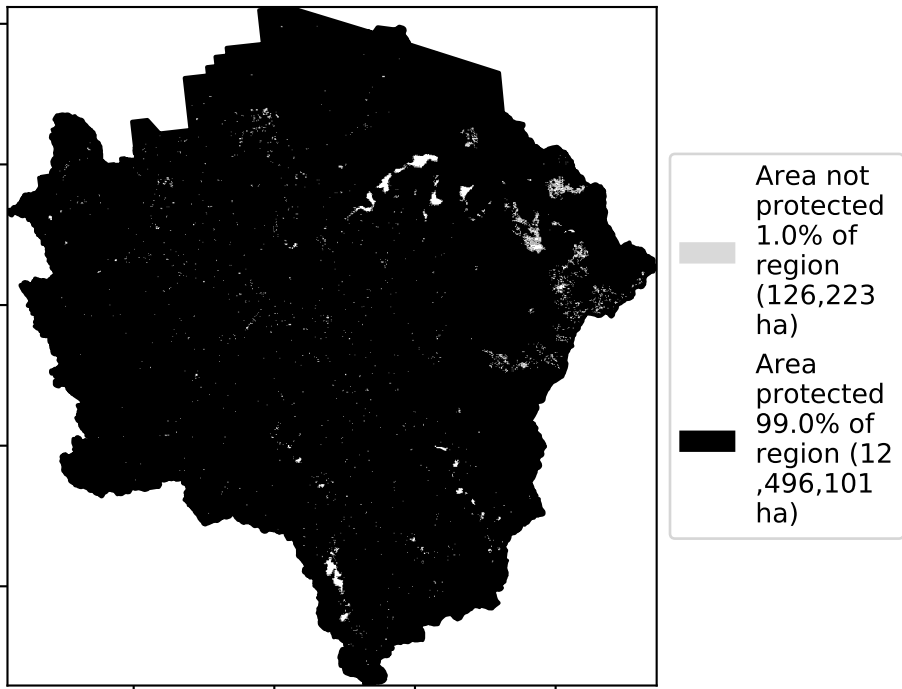 Area not
protected
1.0% of
region
(126,223
ha)
Area
protected
99.0% of
region (12
,496,101
ha)